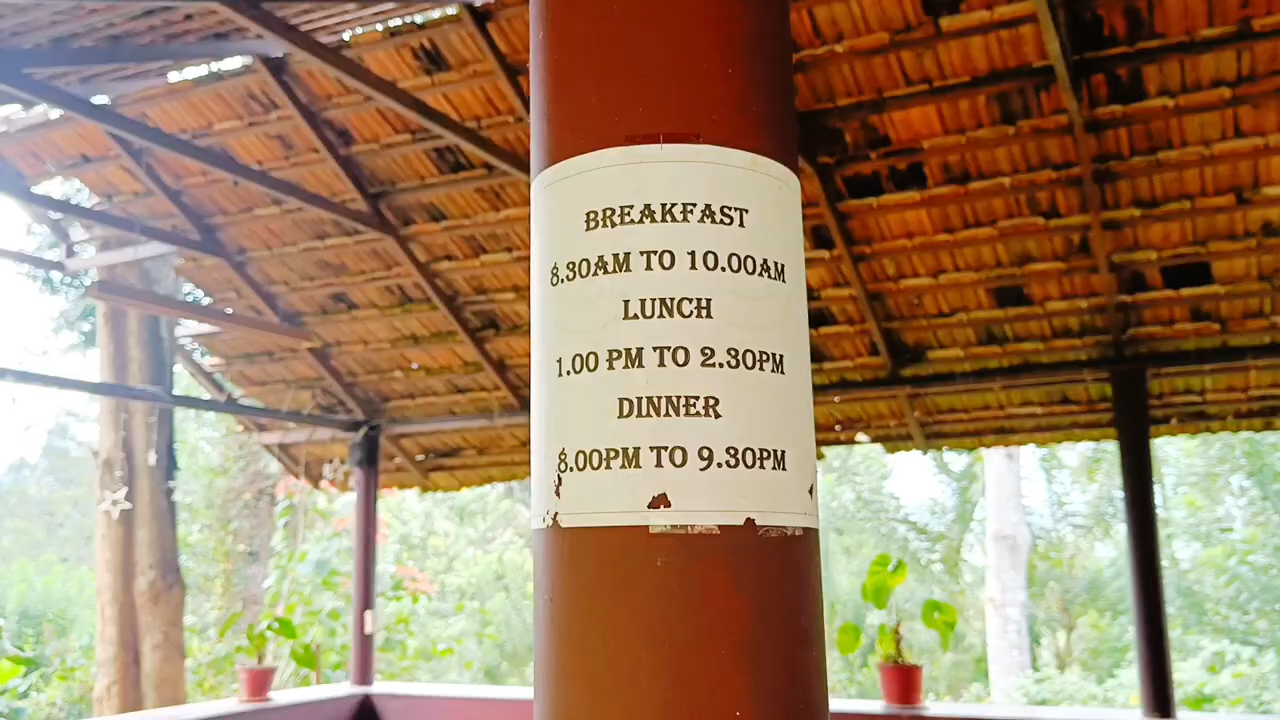 BREAKFAST
8.30AM TO 10.00AM
LUNCH
1.00 PM TO 2.30PM
DINNER
8.00PM TO 9.30PM